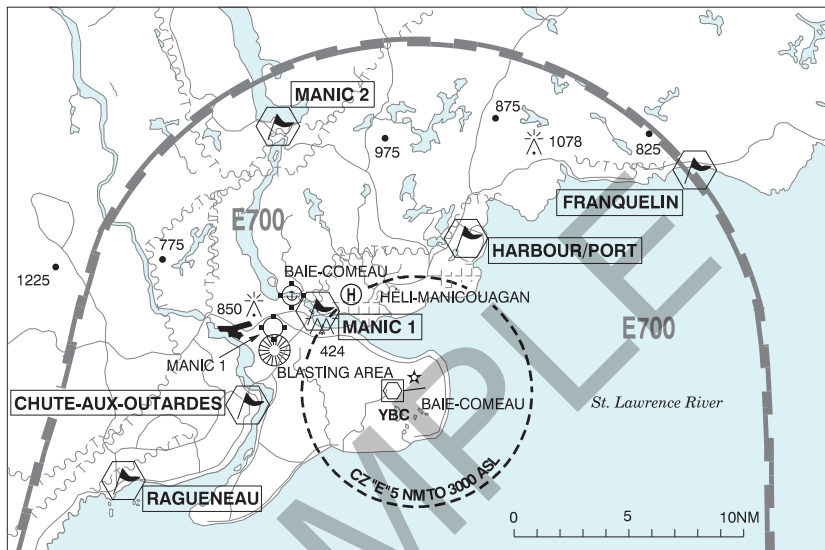 MANIC 2
875
1078
975
825
FRANQUELIN
E700
HARBOUR/PORT
775
1225
BAIE-COMEAU
H
HÉLI-MANICOUAGAN
850
MANIC 1
E700
424
MANIC 1
BLASTING AREA
CHUTE-AUX-OUTARDES
YBC
BAIE-COMEAU
St. Lawrence River
CZ "E" 5 NM TO 3000 ASL
RAGUENEAU
0 5 10NM
MPLE